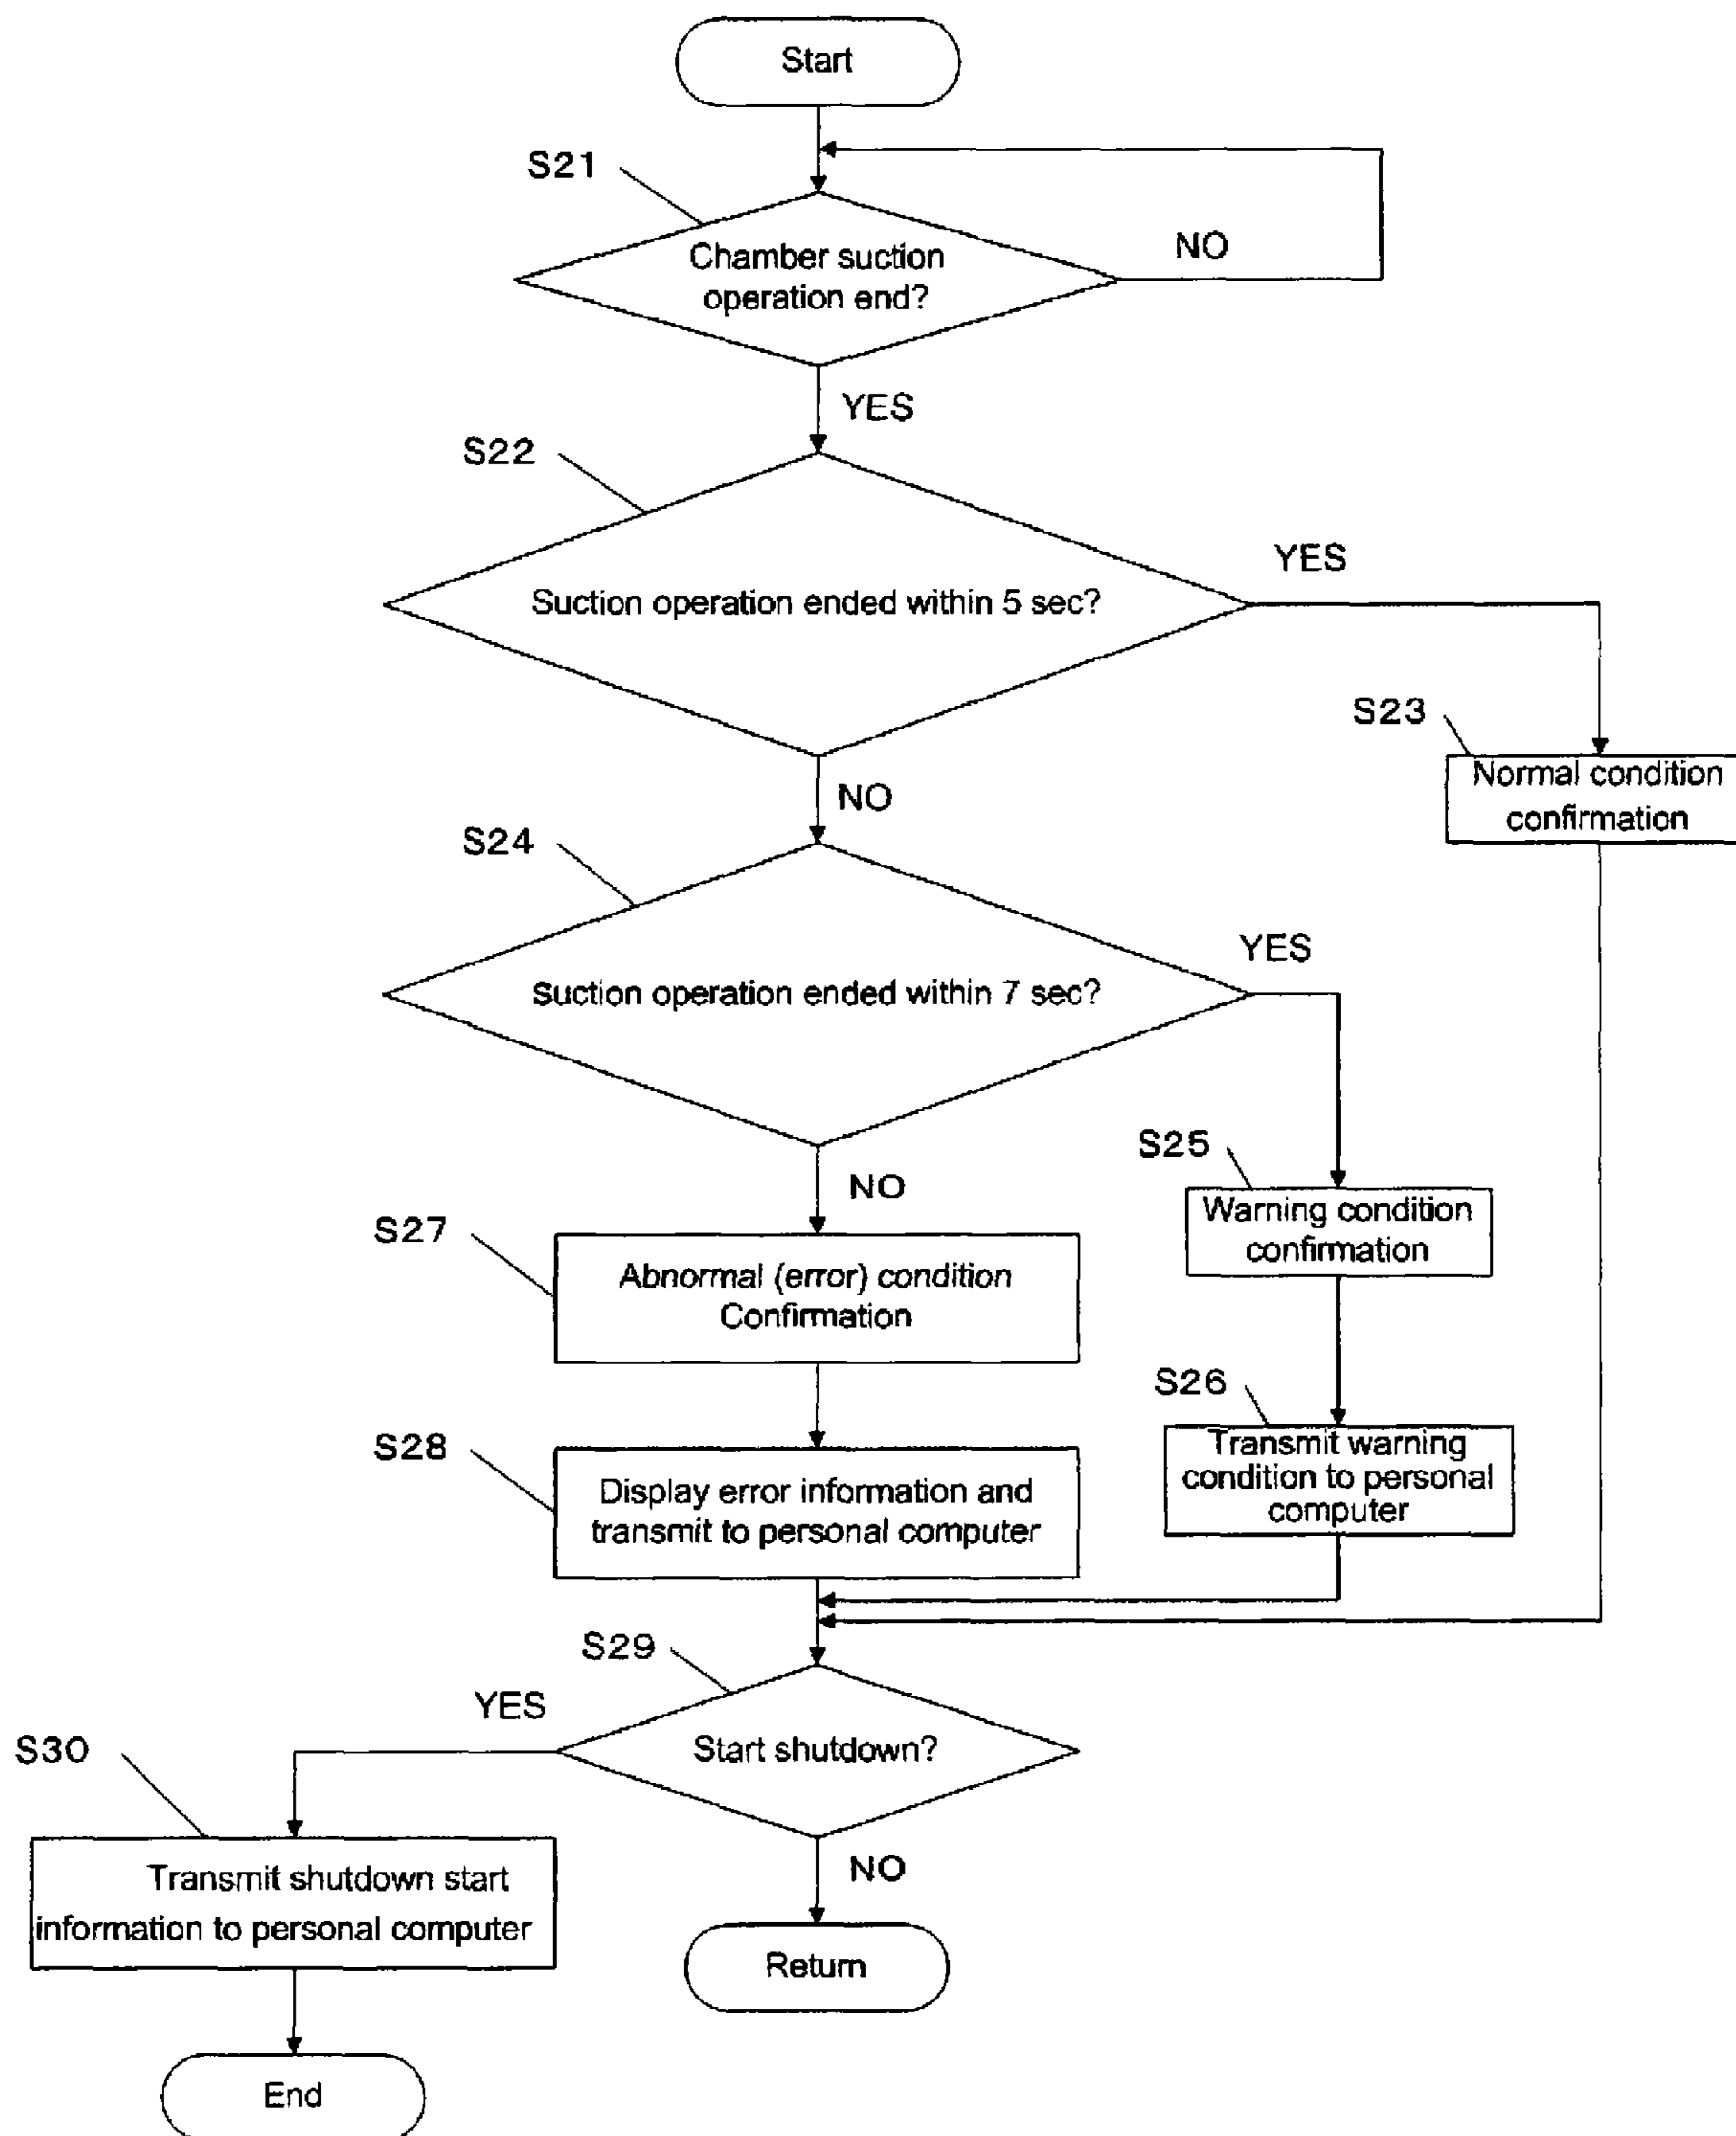 Start
S21
Chamber suction
operation end?
NO
YES
S22
Suction operation ended within 5 sec?
YES
S23
Normal condition
confirmation
NO
S24
Suction operation ended within 7 sec?
YES
S25
Warning condition
confirmation
NO
S27
Abnormal (error) condition
Confirmation
S26
Transmit warning
condition to personal
computer
S28
Display error information and
transmit to personal computer
S29
Start shutdown?
YES
S30
Transmit shutdown start
information to personal computer
NO
Return
End